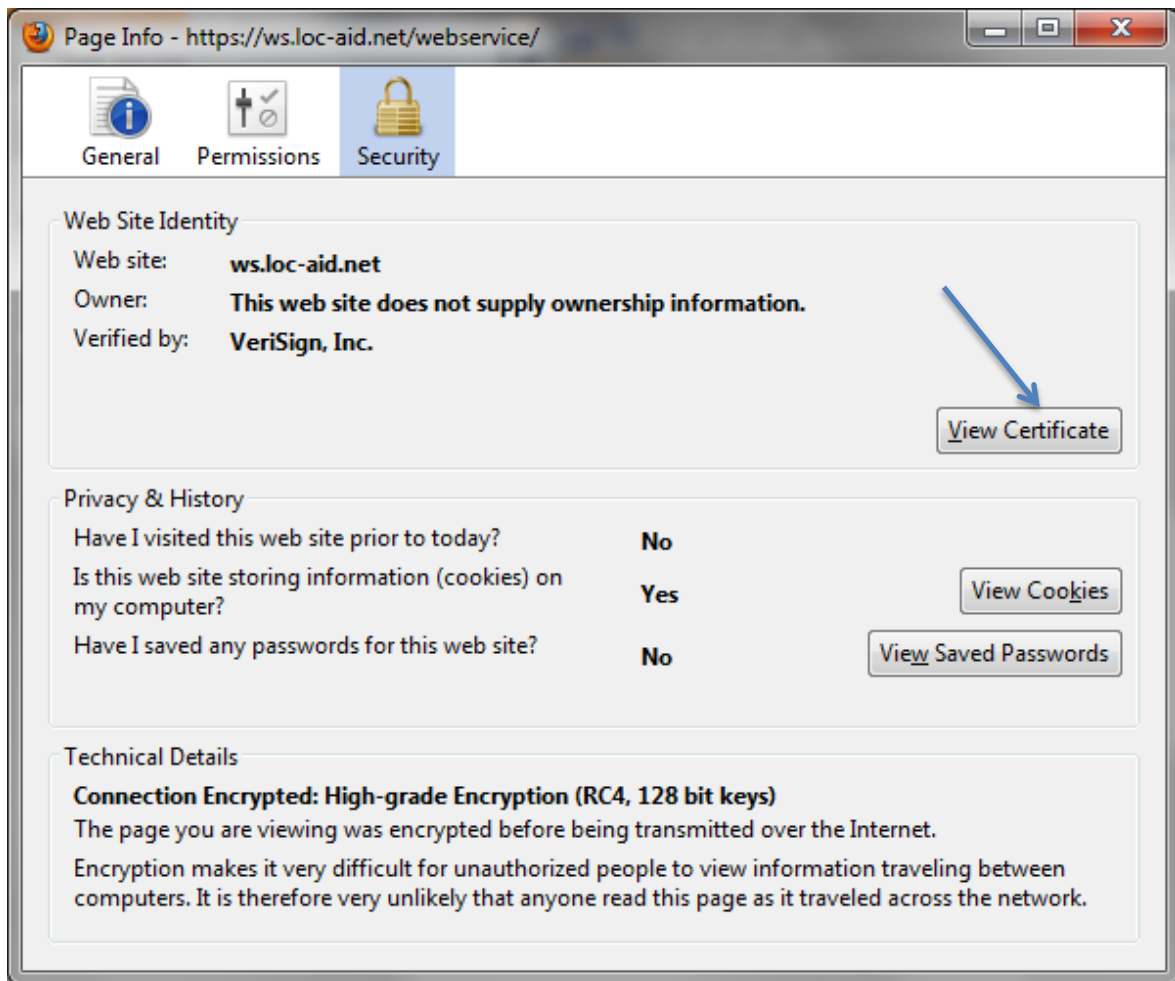 Page Info - https://ws.loc-aid.net/webservice/
General Permissions Security
Web Site Identity
Web site: ws.loc-aid.net
Owner: This web site does not supply ownership information.
Verified by: VeriSign, Inc.
View Certificate
Privacy & History
Have I visited this web site prior to today? No
Is this web site storing information (cookies) on
my computer? Yes View Cookies
Have I saved any passwords for this web site? No View Saved Passwords
Technical Details
Connection Encrypted: High-grade Encryption (RC4, 128 bit keys)
The page you are viewing was encrypted before being transmitted over the Internet.
Encryption makes it very difficult for unauthorized people to view information traveling between
computers. It is therefore very unlikely that anyone read this page as it traveled across the network.